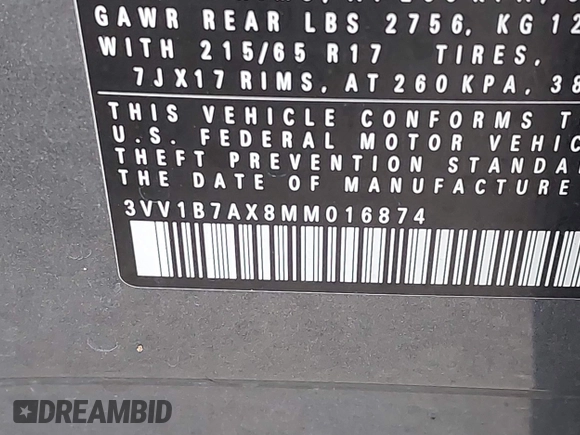 GAWR REAR LBS 2756, KG 12
WITH 215/65 R17 TIRES,
7JX17 RIMS, AT 260 KPA, 38
THIS VEHICLE CONFORMS T
U.S. FEDERAL MOTOR VEHIC
THEFT PREVENTION STANDA
THE DATE OF MANUFACTURE
3VV1B7AX8MM016874
DREAMBID